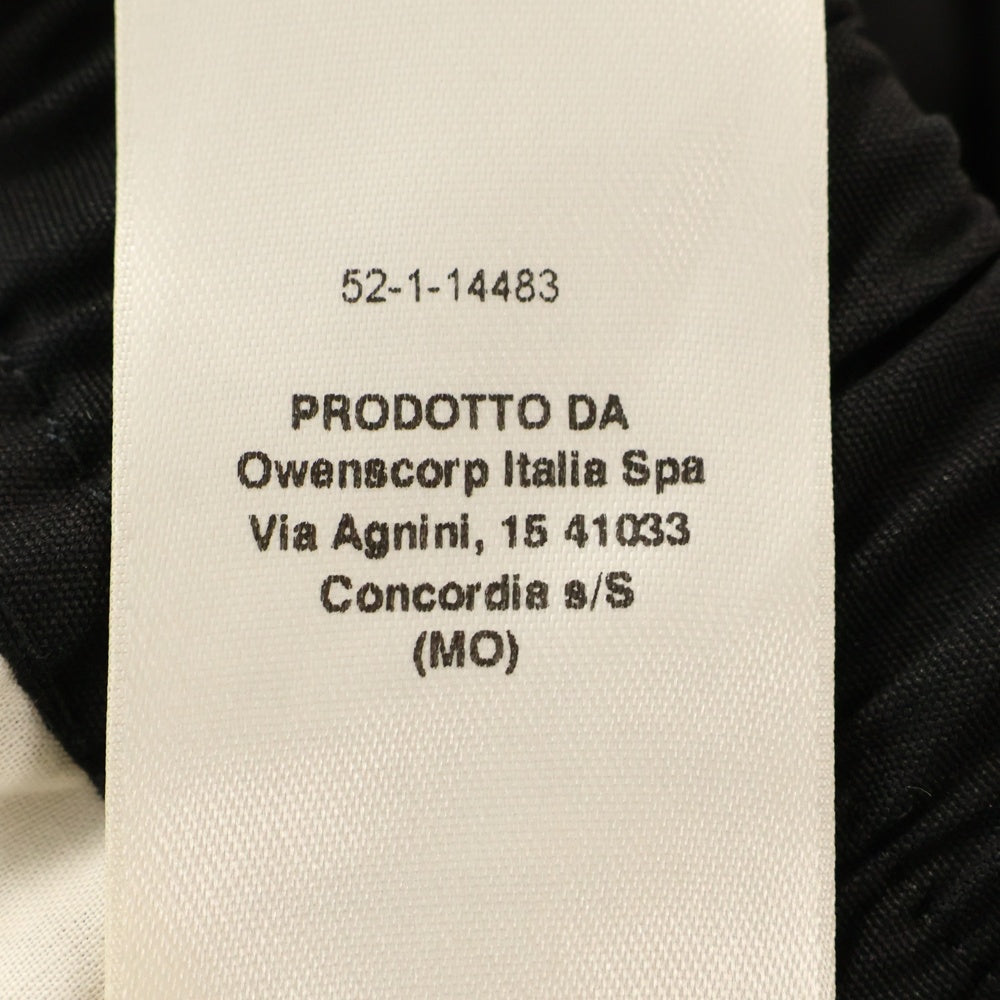 52-1-14483
PRODOTTO DA
Owenscorp Italia Spa
Via Agnini, 15 41033
Concordia s/S
(MO)